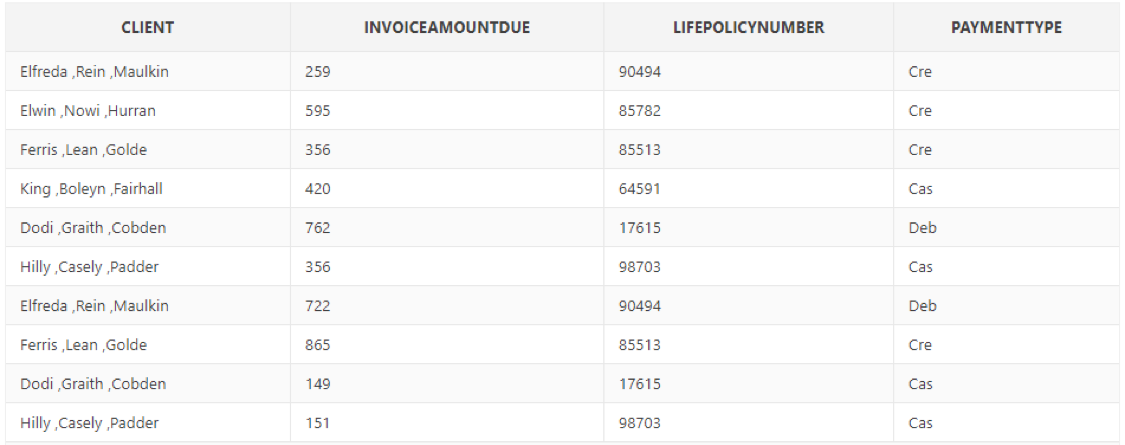 CLIENT INVOICEAMOUNTDUE LIFEPOLICYNUMBER PAYMENTTYPE
Elfreda ,Rein ,Maulkin 259 90494 Cre
Elwin ,Nowi ,Hurran 595 85782 Cre
Ferris ,Lean ,Golde 356 85513 Cre
King ,Boleyn ,Fairhall 420 64591 Cas
Dodi ,Graith ,Cobden 762 17615 Deb
Hilly ,Casely ,Padder 356 98703 Cas
Elfreda ,Rein ,Maulkin 722 90494 Deb
Ferris ,Lean ,Golde 865 85513 Cre
Dodi ,Graith ,Cobden 149 17615 Cas
Hilly ,Casely ,Padder 151 98703 Cas